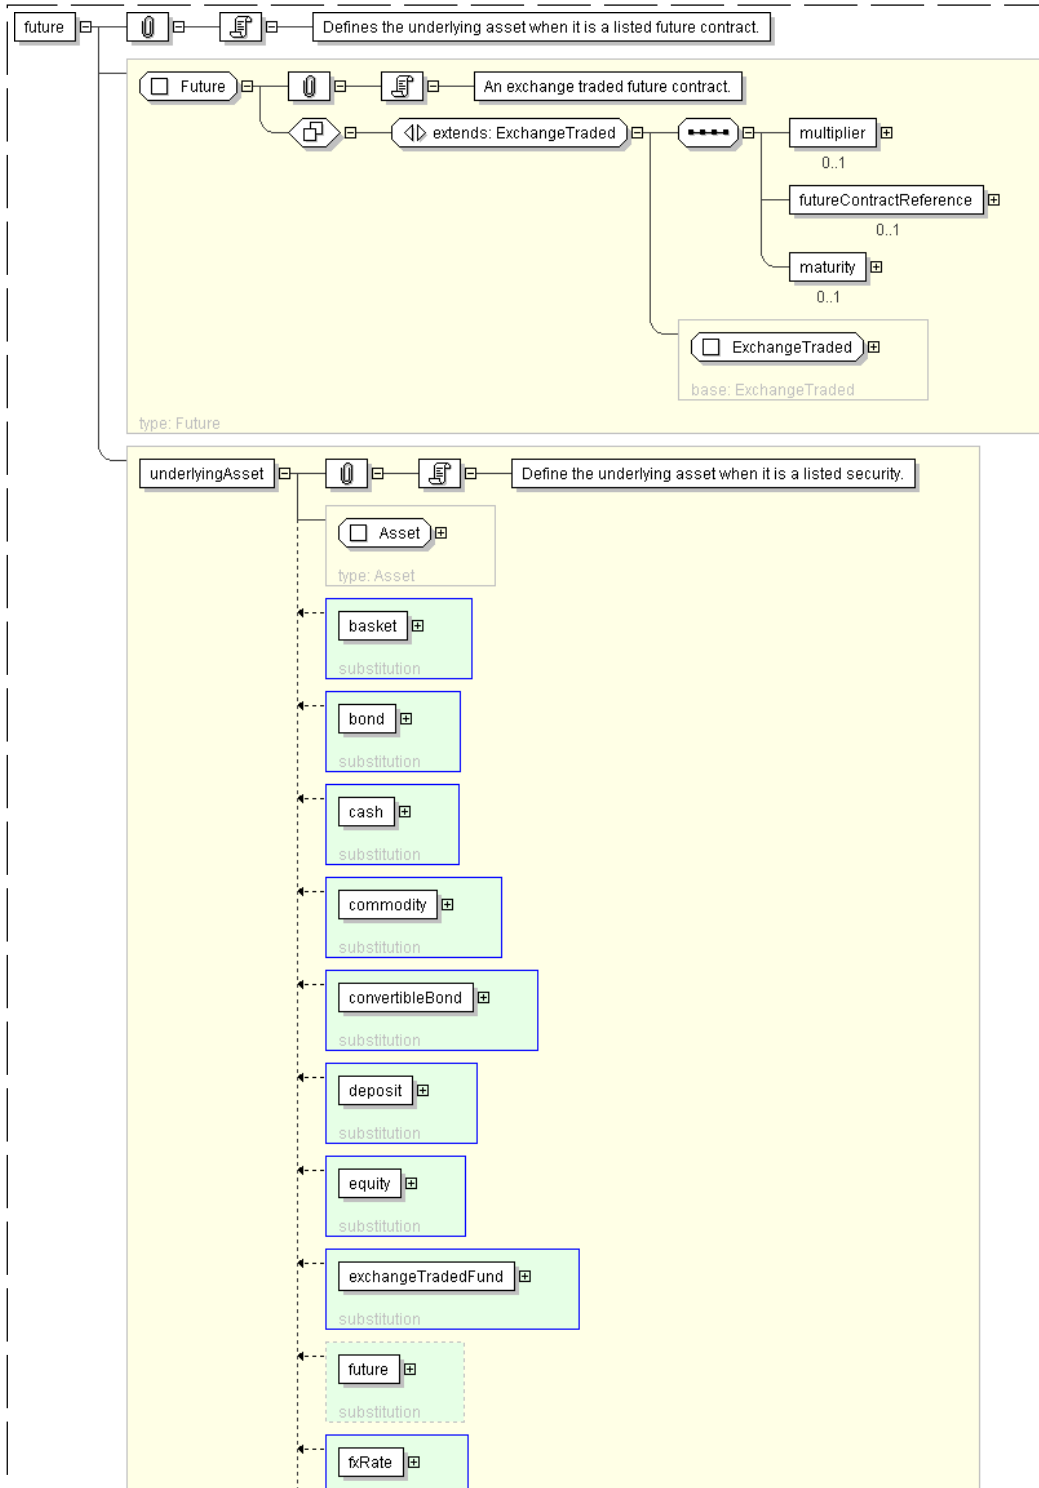 future Defines the underlying asset when it is a listed future contract.
Future An exchange traded future contract.
extends: ExchangeTraded multiplier
0..1
futureContractReference
0..1
maturity
0..1
ExchangeTraded
base: ExchangeTraded
type: Future
underlyingAsset Define the underlying asset when it is a listed security.
Asset
type: Asset
basket
substitution
bond
substitution
cash
substitution
commodity
substitution
convertibleBond
substitution
deposit
substitution
equity
substitution
exchangeTradedFund
substitution
future
substitution
fxRate